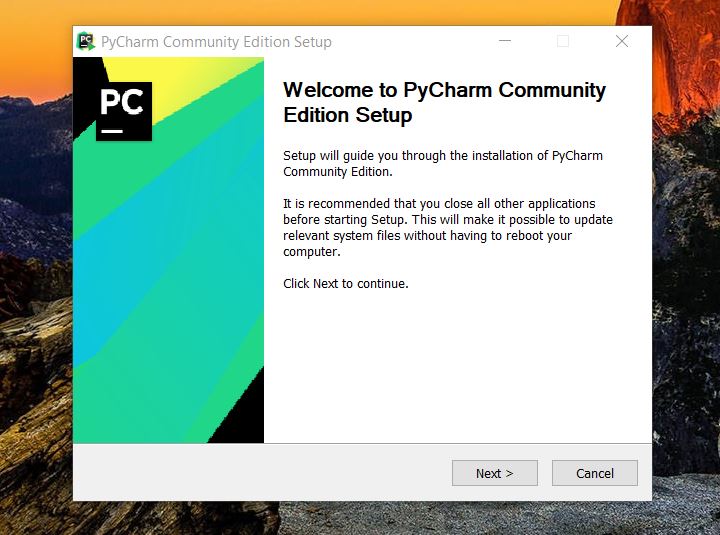 PyCharm Community Edition Setup
PC
Welcome to PyCharm Community
Edition Setup
Setup will guide you through the installation of PyCharm
Community Edition.
It is recommended that you close all other applications
before starting Setup. This will make it possible to update
relevant system files without having to reboot your
computer.
Click Next to continue.
Next >
Cancel